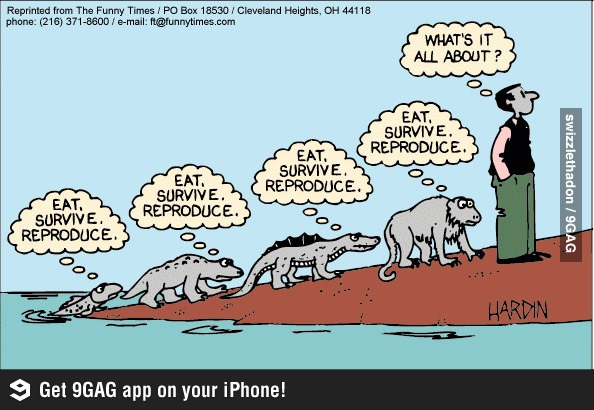 Reprinted from The Funny Times / PO Box 18530 / Cleveland Heights, OH 44118
phone: (216) 371-8600 / e-mail: ft@funnytimes.com
WHAT'S IT
ALL ABOUT?
EAT,
SURVIVE,
REPRODUCE.
EAT,
SURVIVE,
REPRODUCE.
EAT,
SURVIVE,
REPRODUCE.
EAT,
SURVIVE,
REPRODUCE.
swizzlethadon / 9GAG
HARDIN
9 Get 9GAG app on your iPhone!